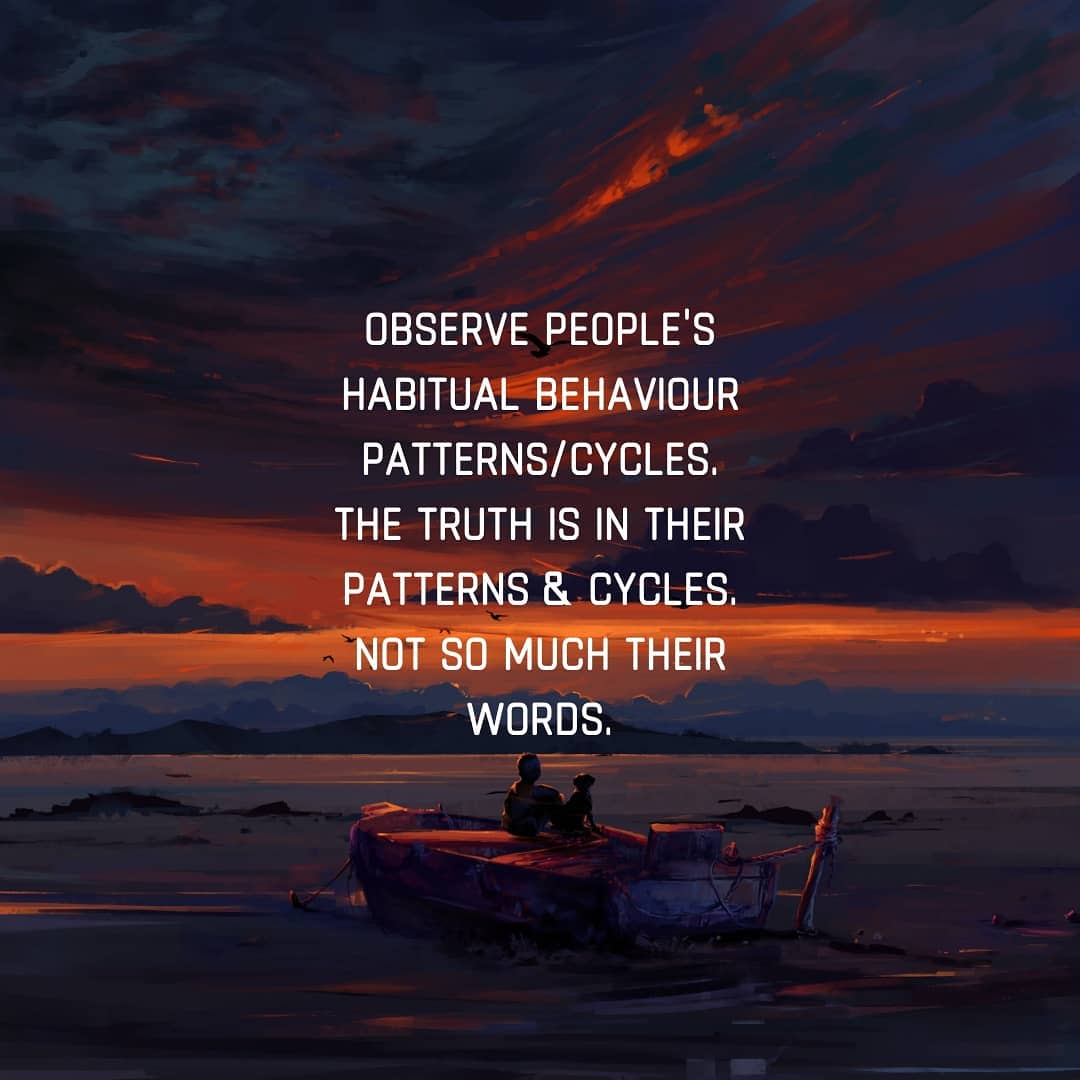 OBSERVE PEOPLE'S
HABITUAL BEHAVIOUR
PATTERNS/CYCLES.
THE TRUTH IS IN THEIR
PATTERNS & CYCLES.
NOT SO MUCH THEIR
WORDS.